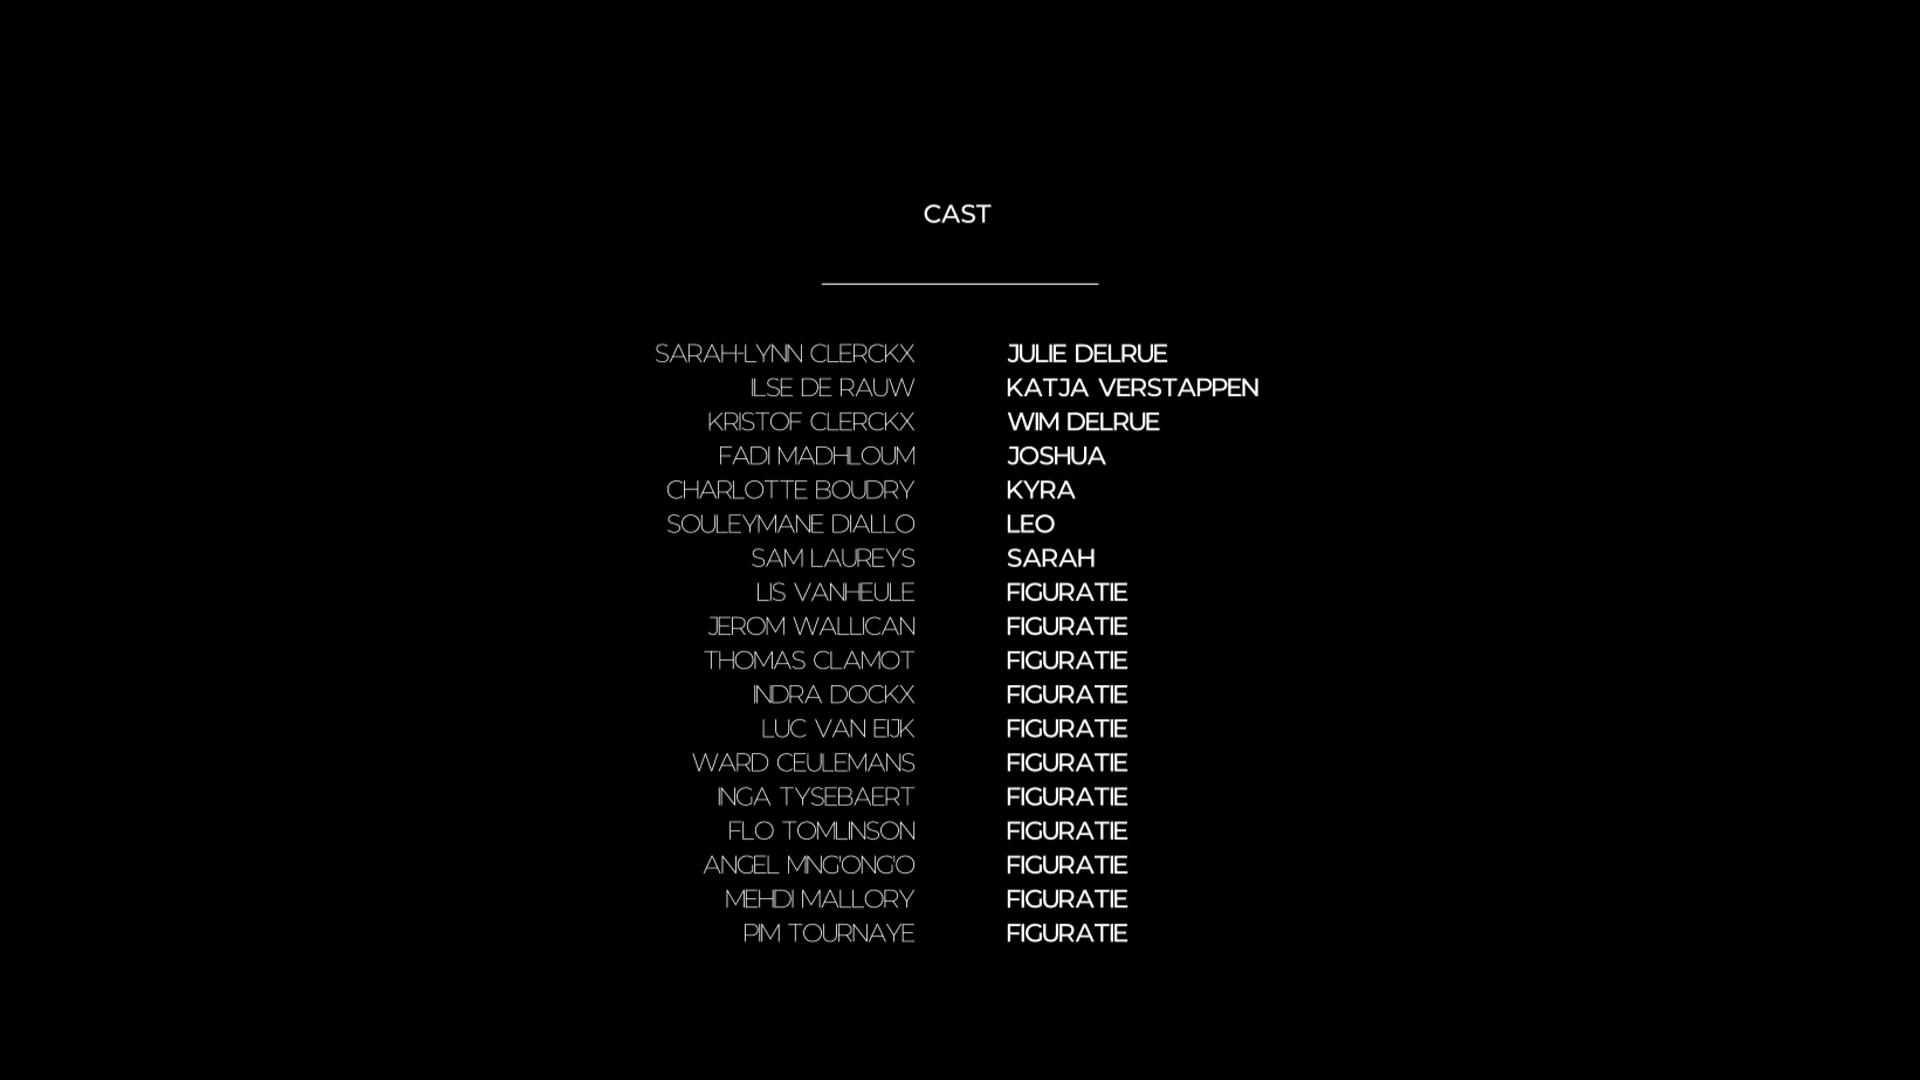 CAST
SARAH-LYNN CLERCKX JULIE DELRUE
ILSE DE RAUW KATJA VERSTAPPEN
KRISTOF CLERCKX WIM DELRUE
FADI MADHLOUM JOSHUA
CHARLOTTE BOUDRY KYRA
SOULEYMANE DIALLO LEO
SAM LAUREYS SARAH
LIS VANHEULE FIGURATIE
JEROM WALLICAN FIGURATIE
THOMAS CLAMOT FIGURATIE
INDRA DOCKX FIGURATIE
LUC VAN EIJK FIGURATIE
WARD CEULEMANS FIGURATIE
INGA TYSEBAERT FIGURATIE
FLO TOMLINSON FIGURATIE
ANGEL MNG'ONG'O FIGURATIE
MEHDI MALLORY FIGURATIE
PIM TOURNAYE FIGURATIE